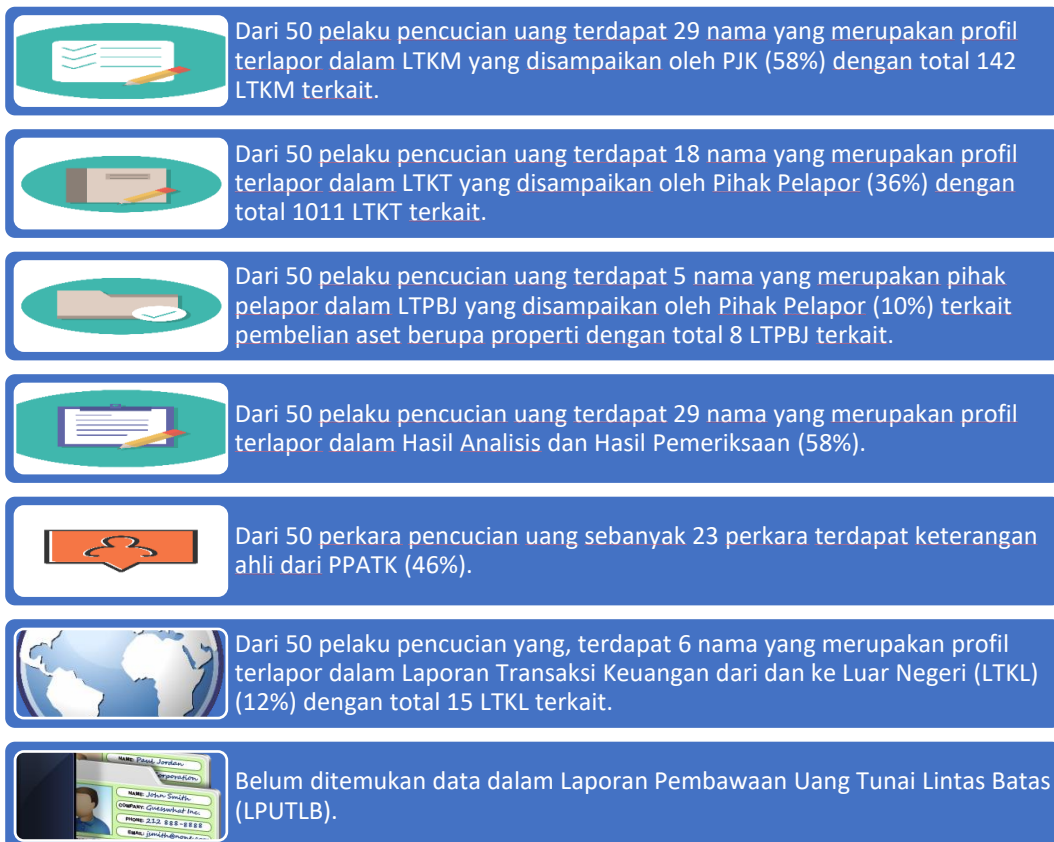 Dari 50 pelaku pencucian uang terdapat 29 nama yang merupakan profil
terlapor dalam LTKM yang disampaikan oleh PJK (58%) dengan total 142
LTKM terkait.
Dari 50 pelaku pencucian uang terdapat 18 nama yang merupakan profil
terlapor dalam LTKT yang disampaikan oleh Pihak Pelapor (36%) dengan
total 1011 LTKT terkait.
Dari 50 pelaku pencucian uang terdapat 5 nama yang merupakan pihak
pelapor dalam LTPBJ yang disampaikan oleh Pihak Pelapor (10%) terkait
pembelian aset berupa properti dengan total 8 LTPBJ terkait.
Dari 50 pelaku pencucian uang terdapat 29 nama yang merupakan profil
terlapor dalam Hasil Analisis dan Hasil Pemeriksaan (58%).
Dari 50 perkara pencucian uang sebanyak 23 perkara terdapat keterangan
ahli dari PPATK (46%).
Dari 50 pelaku pencucian yang, terdapat 6 nama yang merupakan profil
terlapor dalam Laporan Transaksi Keuangan dari dan ke Luar Negeri (LTKL)
(12%) dengan total 15 LTKL terkait.
NAME: Paul Jordan
orporation
NAME: John Smith
COMPANY: Guesswhat Inc.
PHONE: 212 888-8888
EMAIL: jsmith@none.co
Belum ditemukan data dalam Laporan Pembawaan Uang Tunai Lintas Batas
(LPUTLB).